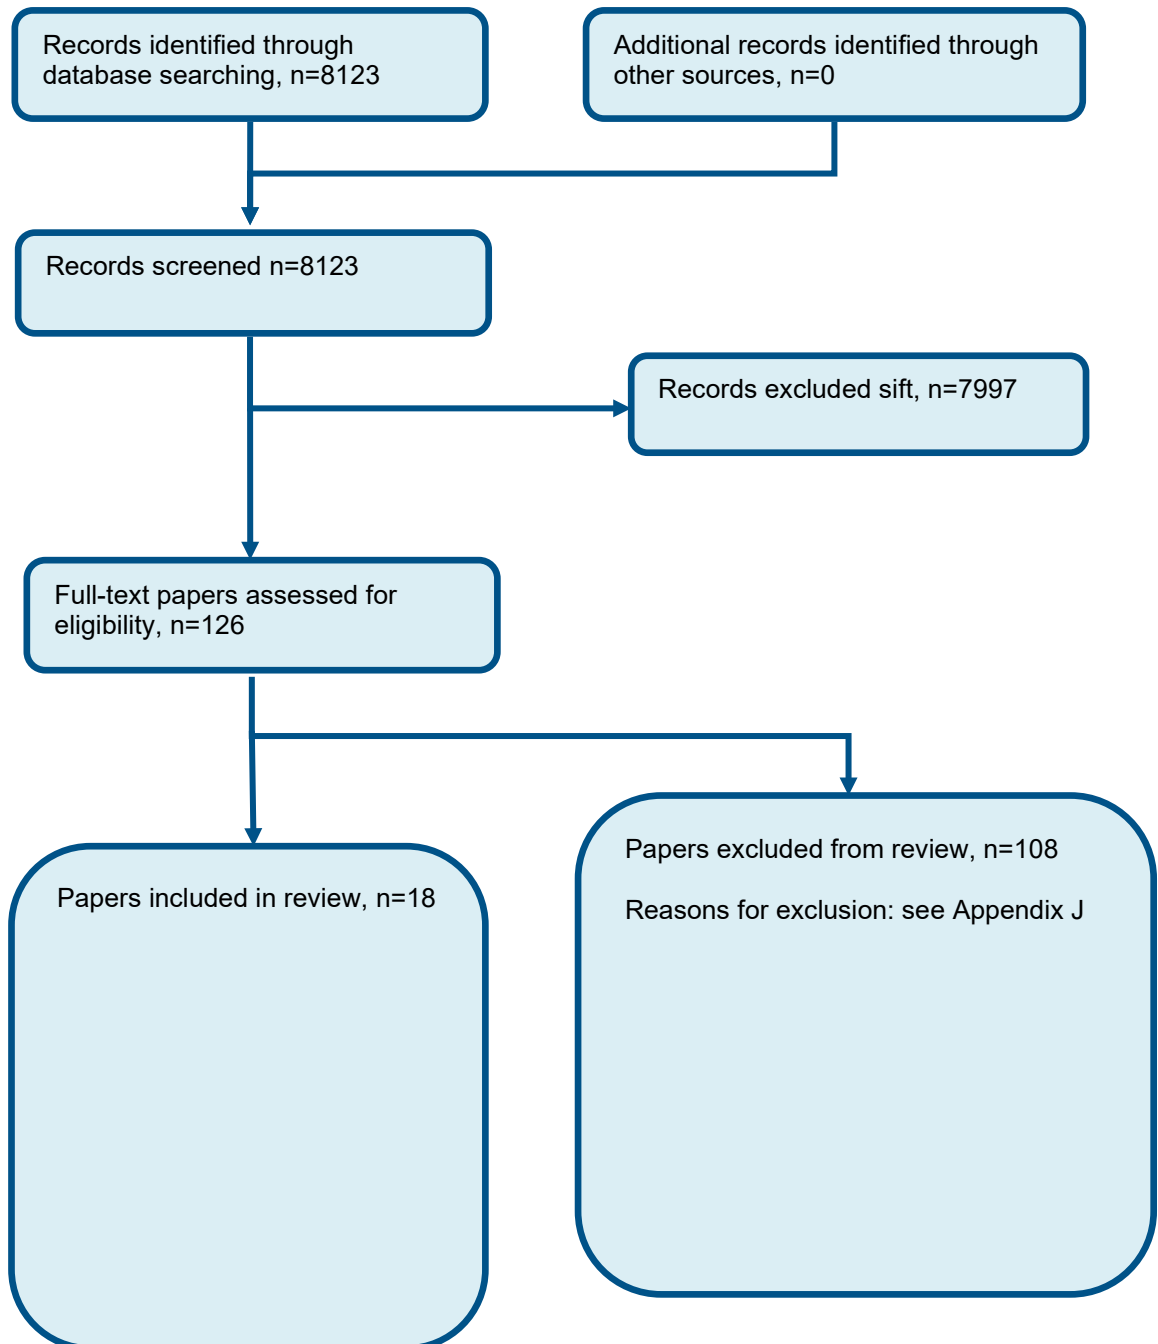 Records identified through
database searching, n=8123
Additional records identified through
other sources, n=0
Records screened n=8123
Records excluded sift, n=7997
Full-text papers assessed for
eligibility, n=126
Papers included in review, n=18
Papers excluded from review, n=108
Reasons for exclusion: see Appendix J